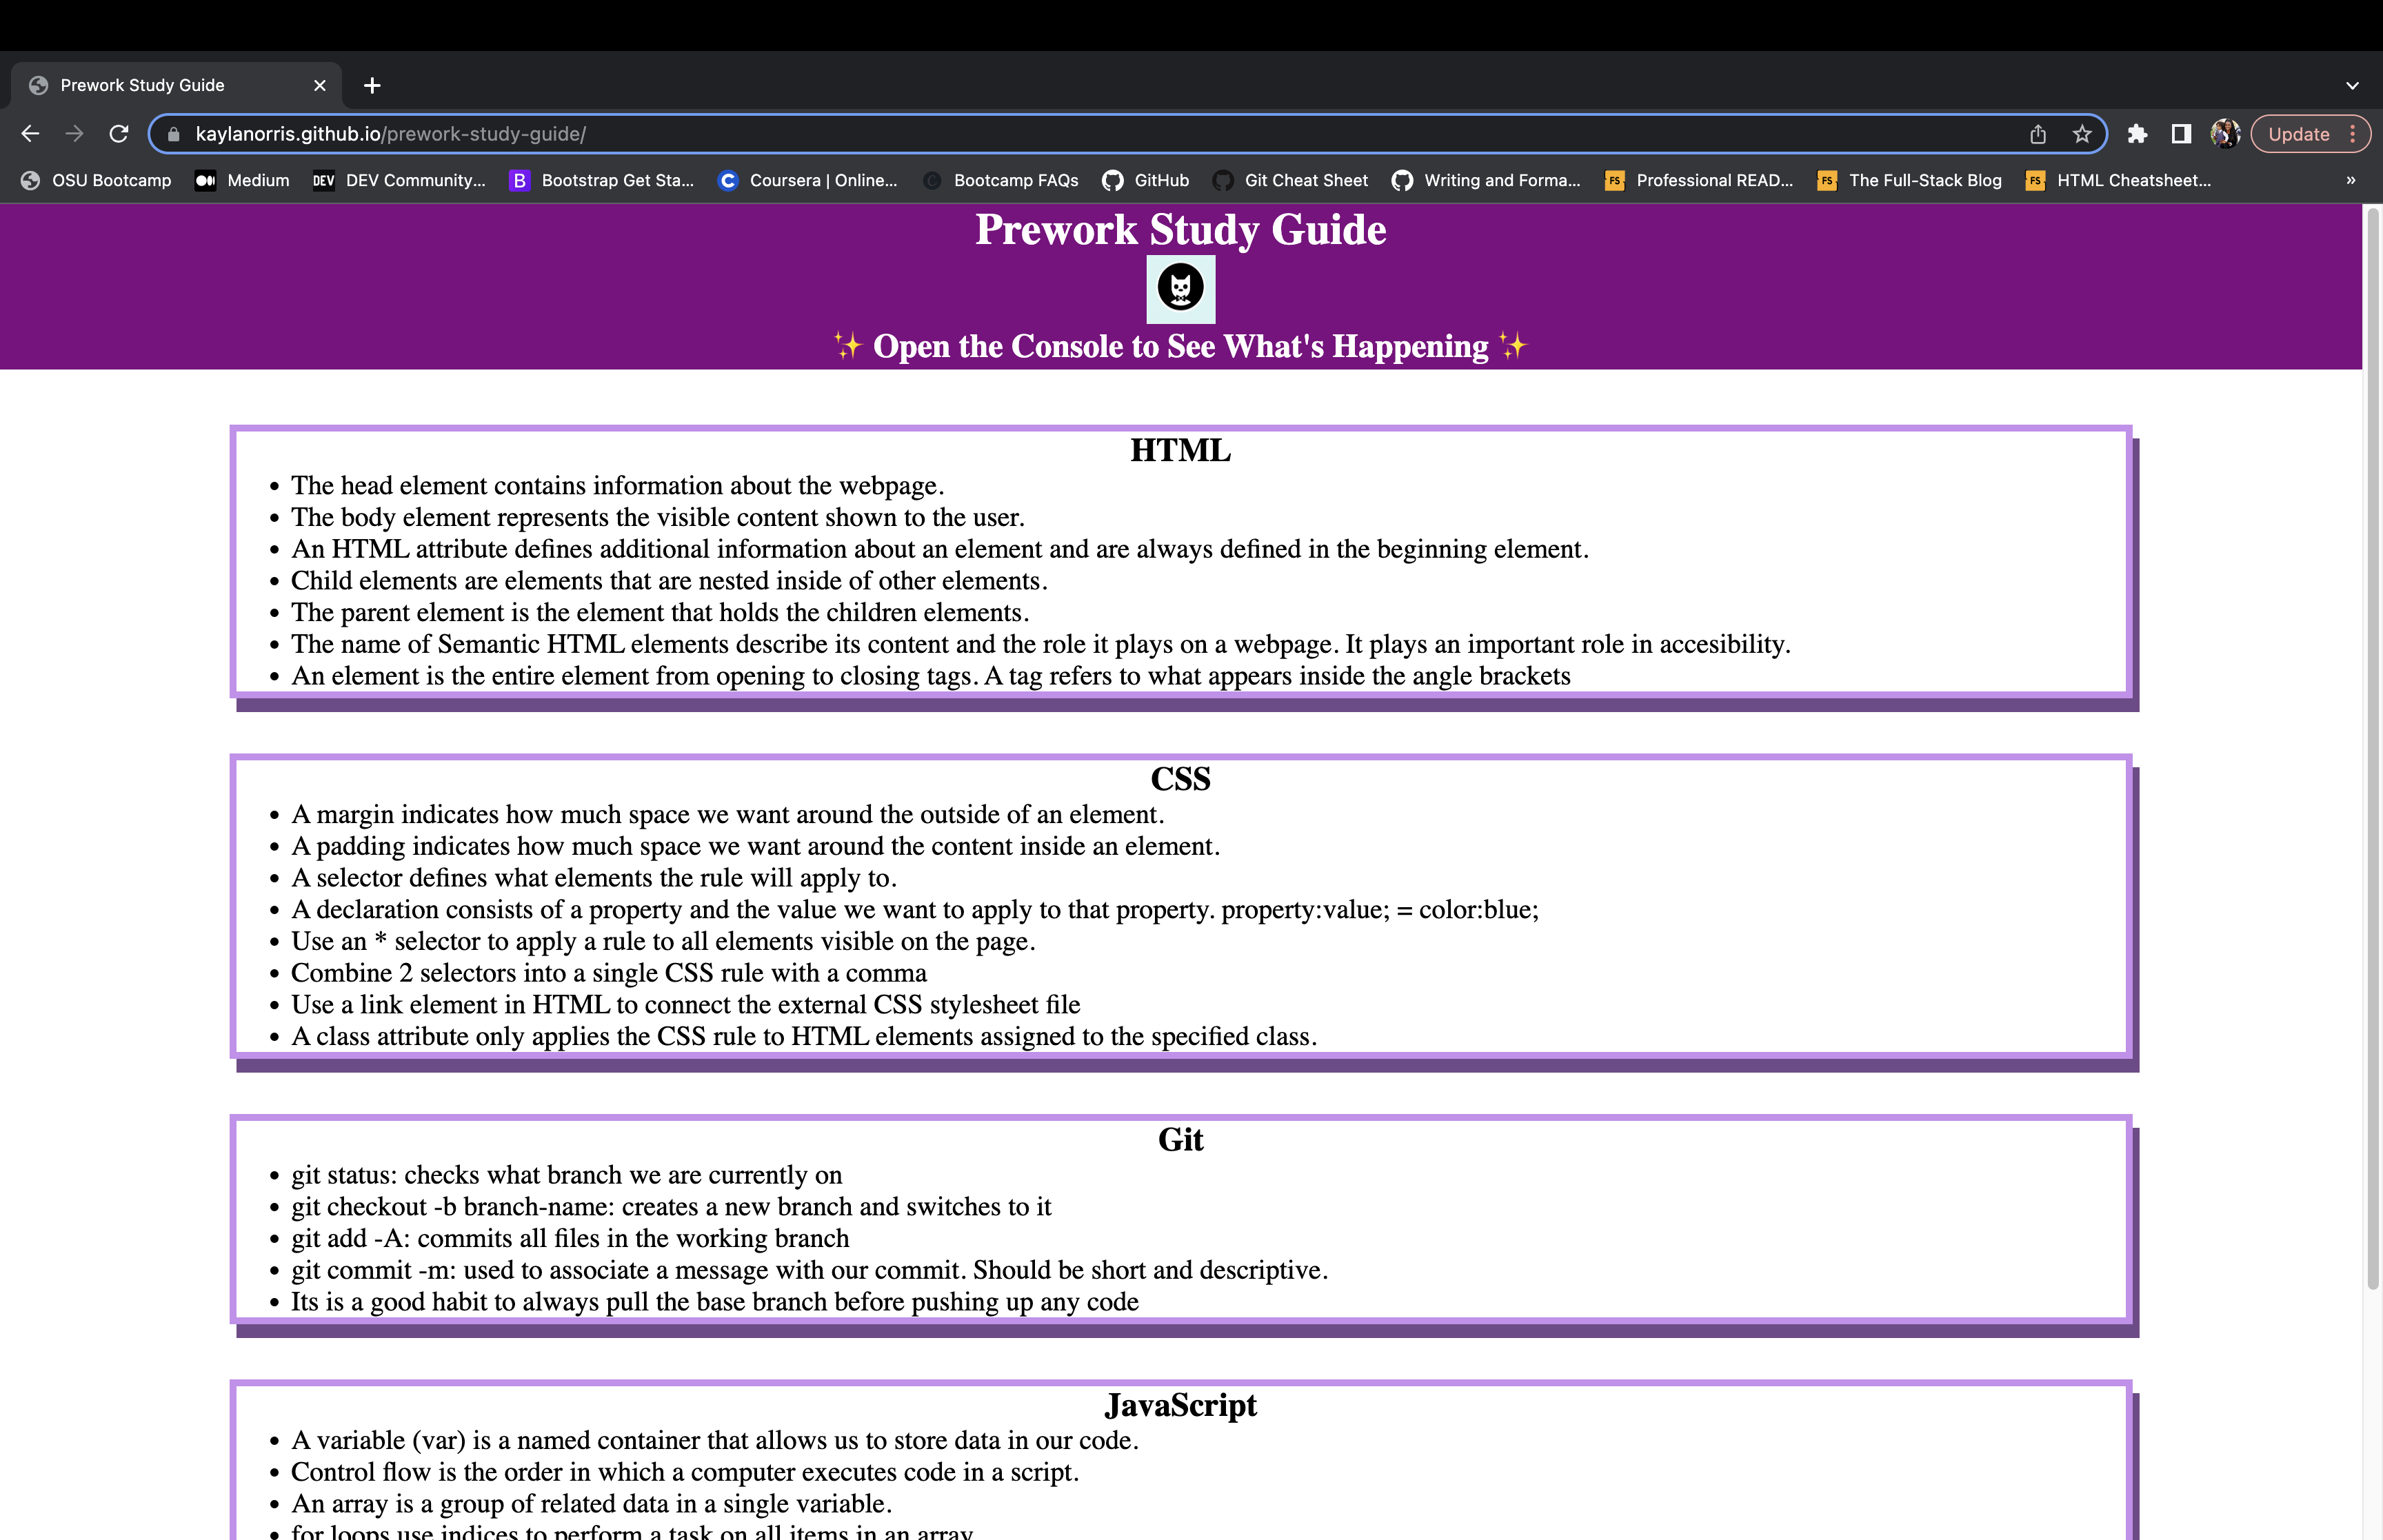 Prework Study Guide
kaylanorris.github.io/prework-study-guide/
Update
OSU Bootcamp
Medium
DEV
DEV Community...
B
Bootstrap Get Sta...
C
Coursera | Online...
Bootcamp FAQs
GitHub
Git Cheat Sheet
Writing and Forma...
FS
Professional READ...
FS
The Full-Stack Blog
FS
HTML Cheatsheet...
»
Prework Study Guide
✨ Open the Console to See What's Happening ✨
HTML
• The head element contains information about the webpage.
• The body element represents the visible content shown to the user.
• An HTML attribute defines additional information about an element and are always defined in the beginning element.
• Child elements are elements that are nested inside of other elements.
• The parent element is the element that holds the children elements.
• The name of Semantic HTML elements describe its content and the role it plays on a webpage. It plays an important role in accesibility.
• An element is the entire element from opening to closing tags. A tag refers to what appears inside the angle brackets
CSS
• A margin indicates how much space we want around the outside of an element.
• A padding indicates how much space we want around the content inside an element.
• A selector defines what elements the rule will apply to.
• A declaration consists of a property and the value we want to apply to that property. property:value; = color:blue;
• Use an * selector to apply a rule to all elements visible on the page.
• Combine 2 selectors into a single CSS rule with a comma
• Use a link element in HTML to connect the external CSS stylesheet file
• A class attribute only applies the CSS rule to HTML elements assigned to the specified class.
Git
• git status: checks what branch we are currently on
• git checkout -b branch-name: creates a new branch and switches to it
• git add -A: commits all files in the working branch
• git commit -m: used to associate a message with our commit. Should be short and descriptive.
• Its is a good habit to always pull the base branch before pushing up any code
JavaScript
• A variable (var) is a named container that allows us to store data in our code.
• Control flow is the order in which a computer executes code in a script.
• An array is a group of related data in a single variable.
• for loops use indices to perform a task on all items in an array